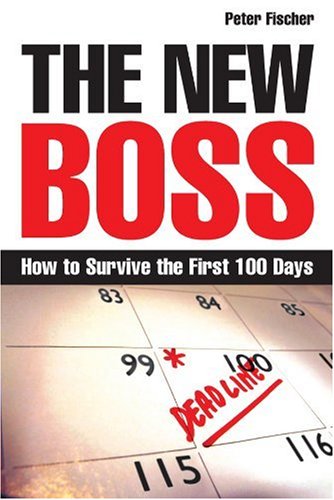 Peter Fischer
THE NEW
BOSS
How to Survive the First 100 Days
83
84
85
99 * 100
DEADLINE
115
116